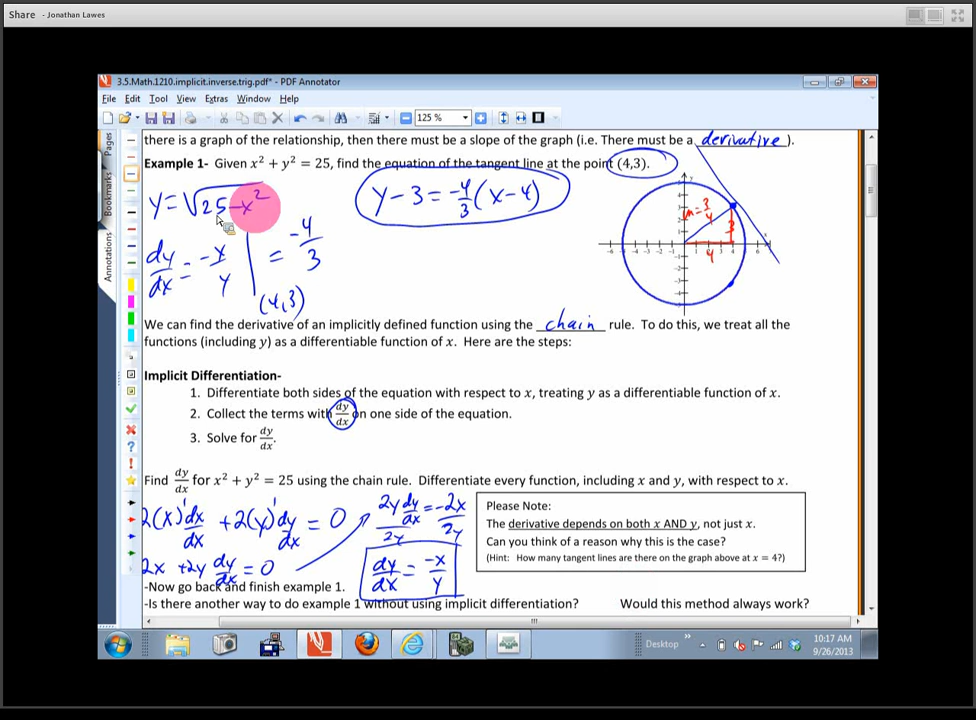 Share - Jonathan Lawes
3.5.Math.1210.implicit.inverse.trig.pdf* - PDF Annotator
File Edit Tool View Extras Window Help
125 %
Pages
Bookmarks
Annotations
there is a graph of the relationship, then there must be a slope of the graph (i.e. There must be a derivative ).
Example 1- Given x² + y² = 25, find the equation of the tangent line at the point (4,3).
y = √25-x²
y-3 = -4/3 (x-4)
dy/dx = -x/y | (4,3) = -4/3
m = 3/4
3
4
We can find the derivative of an implicitly defined function using the chain rule. To do this, we treat all the
functions (including y) as a differentiable function of x. Here are the steps:
Implicit Differentiation-
1. Differentiate both sides of the equation with respect to x, treating y as a differentiable function of x.
2. Collect the terms with dy/dx on one side of the equation.
3. Solve for dy/dx.
Find dy/dx for x² + y² = 25 using the chain rule. Differentiate every function, including x and y, with respect to x.
2(x)¹ dx/dx + 2(y)¹ dy/dx = 0
2x + 2y dy/dx = 0
2y dy/dx / 2y = -2x / 2y
dy/dx = -x/y
Please Note:
The derivative depends on both x AND y, not just x.
Can you think of a reason why this is the case?
(Hint: How many tangent lines are there on the graph above at x = 4?)
-Now go back and finish example 1.
-Is there another way to do example 1 without using implicit differentiation? Would this method always work?
Desktop
10:17 AM
9/26/2013